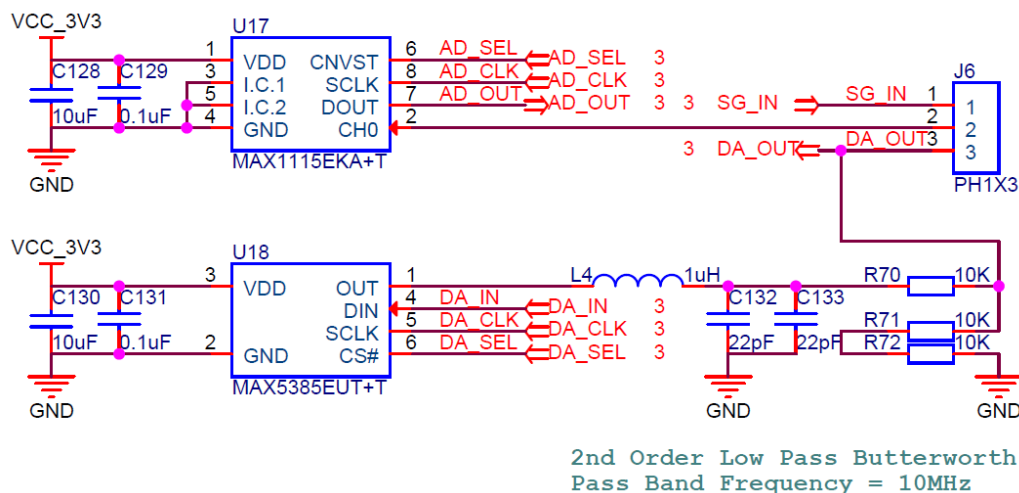 VCC_3V3
U17
1 VDD CNVST 6 AD_SEL AD_SEL 3
C128 C129 3 I.C.1 SCLK 8 AD_CLK AD_CLK 3 J6
5 I.C.2 DOUT 7 AD_OUT AD_OUT 3 3 SG_IN SG_IN 1 1
10uF 0.1uF 4 GND CH0 2 2 2
MAX1115EKA+T 3 DA_OUT DA_OUT 3 3
GND PH1X3
VCC_3V3
U18
3 VDD OUT 1 L4 1uH R70 10K
C130 C131 DIN 4 DA_IN DA_IN 3 C132 C133
SCLK 5 DA_CLK DA_CLK 3 R71 10K
10uF 0.1uF 2 GND CS# 6 DA_SEL DA_SEL 3 22pF 22pF R72 10K
MAX5385EUT+T
GND GND GND
2nd Order Low Pass Butterworth
Pass Band Frequency = 10MHz